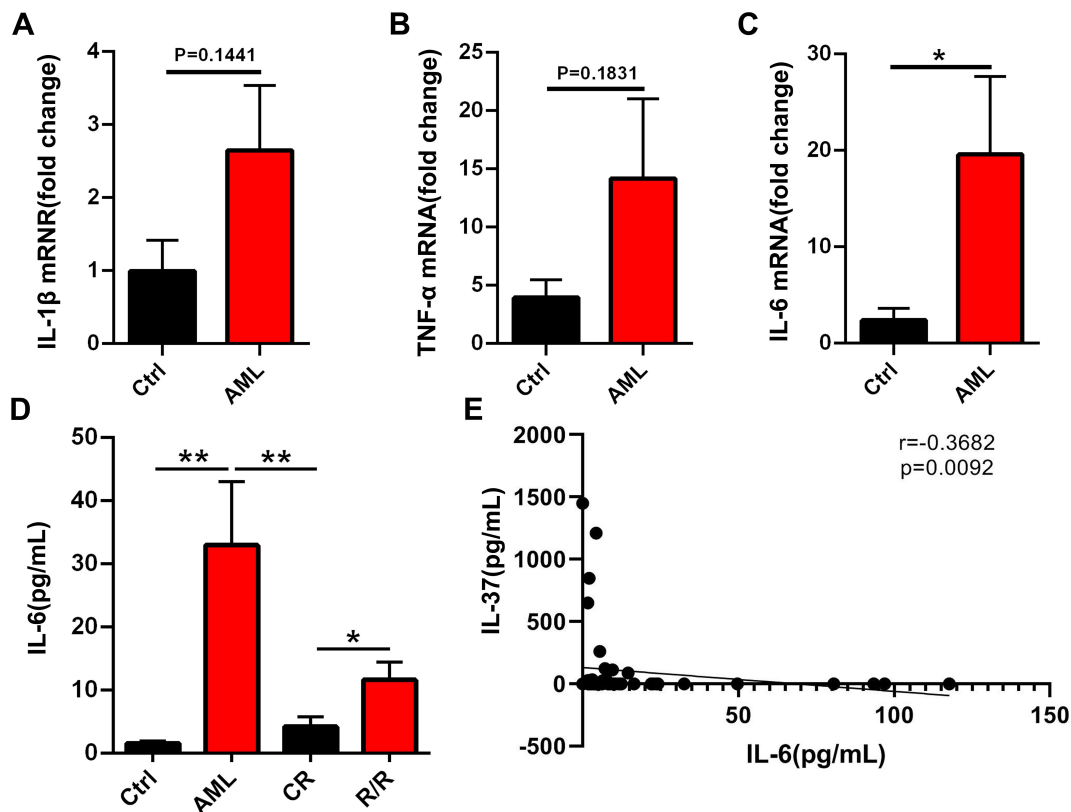 A
IL-1β mRNR(fold change)
4
3
2
1
0
P=0.1441
Ctrl
AML
B
TNF-α mRNA(fold change)
25
20
15
10
5
0
P=0.1831
Ctrl
AML
C
IL-6 mRNA(fold change)
30
20
10
0
*
Ctrl
AML
D
IL-6(pg/mL)
50
40
30
20
10
0
**
**
*
Ctrl
AML
CR
R/R
E
IL-37(pg/mL)
2000
1500
1000
500
0
-500
r=-0.3682
p=0.0092
50
100
150
IL-6(pg/mL)